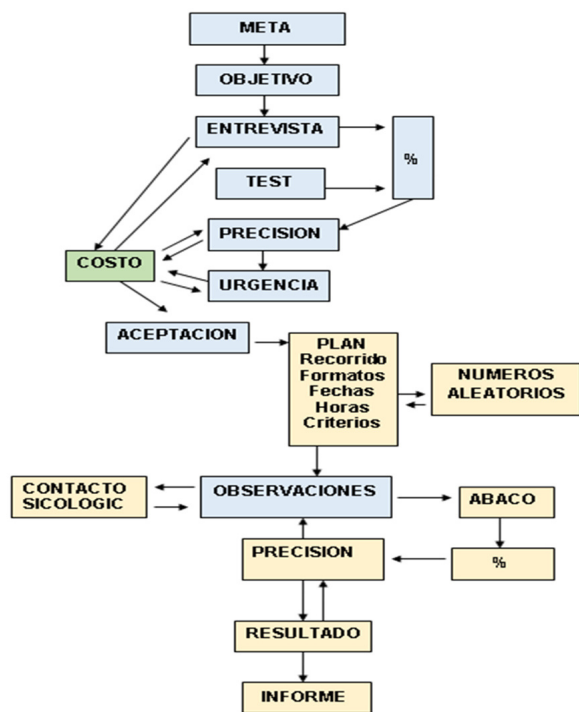 META
OBJETIVO
ENTREVISTA
%
TEST
PRECISION
COSTO
URGENCIA
ACEPTACION
PLAN
Recorrido
Formatos
Fechas
Horas
Criterios
NUMEROS
ALEATORIOS
CONTACTO
SICOLOGIC
OBSERVACIONES
ABACO
PRECISION
%
RESULTADO
INFORME